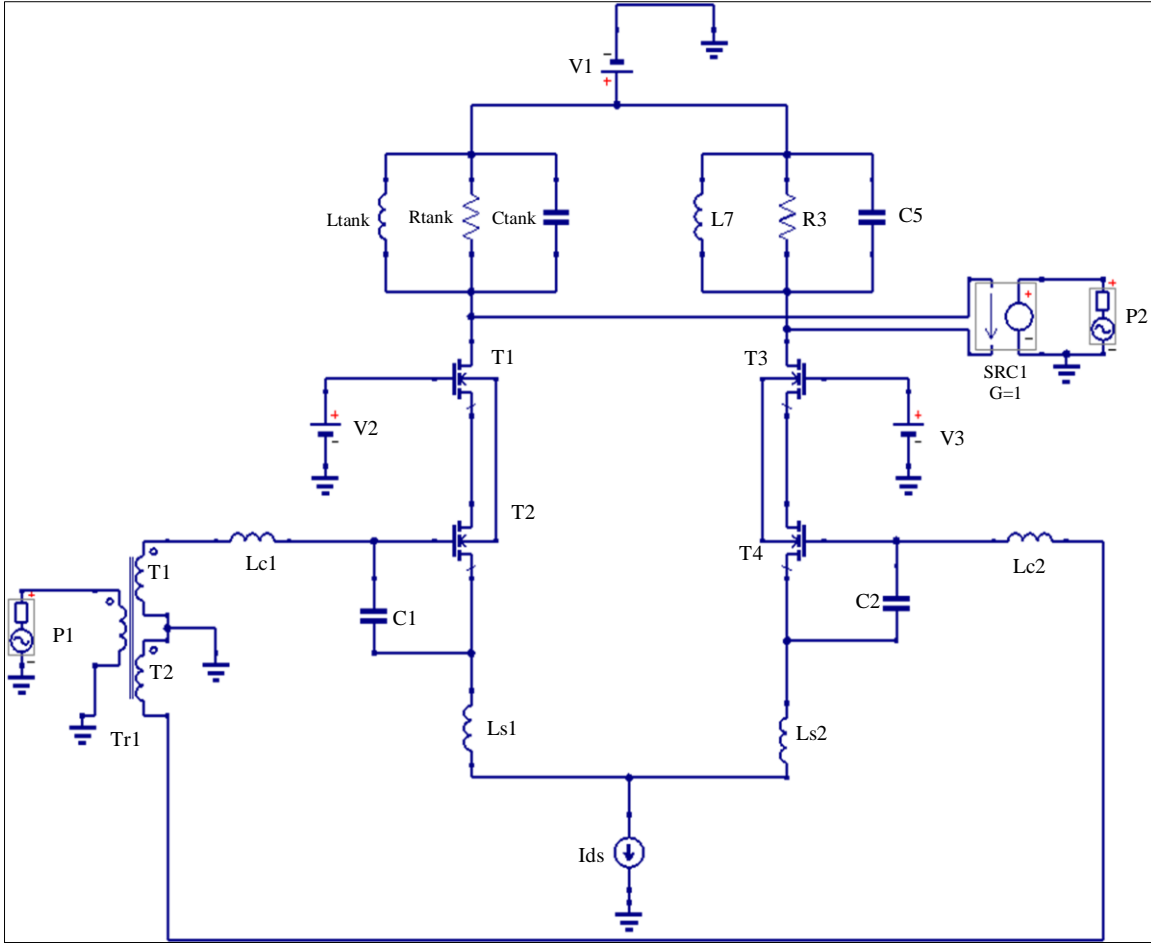 V1
Ltank
Rtank
Ctank
L7
R3
C5
P2
SRC1
G=1
T1
T3
V2
V3
T2
T4
Lc1
Lc2
T1
P1
C1
C2
T2
Tr1
Ls1
Ls2
Ids